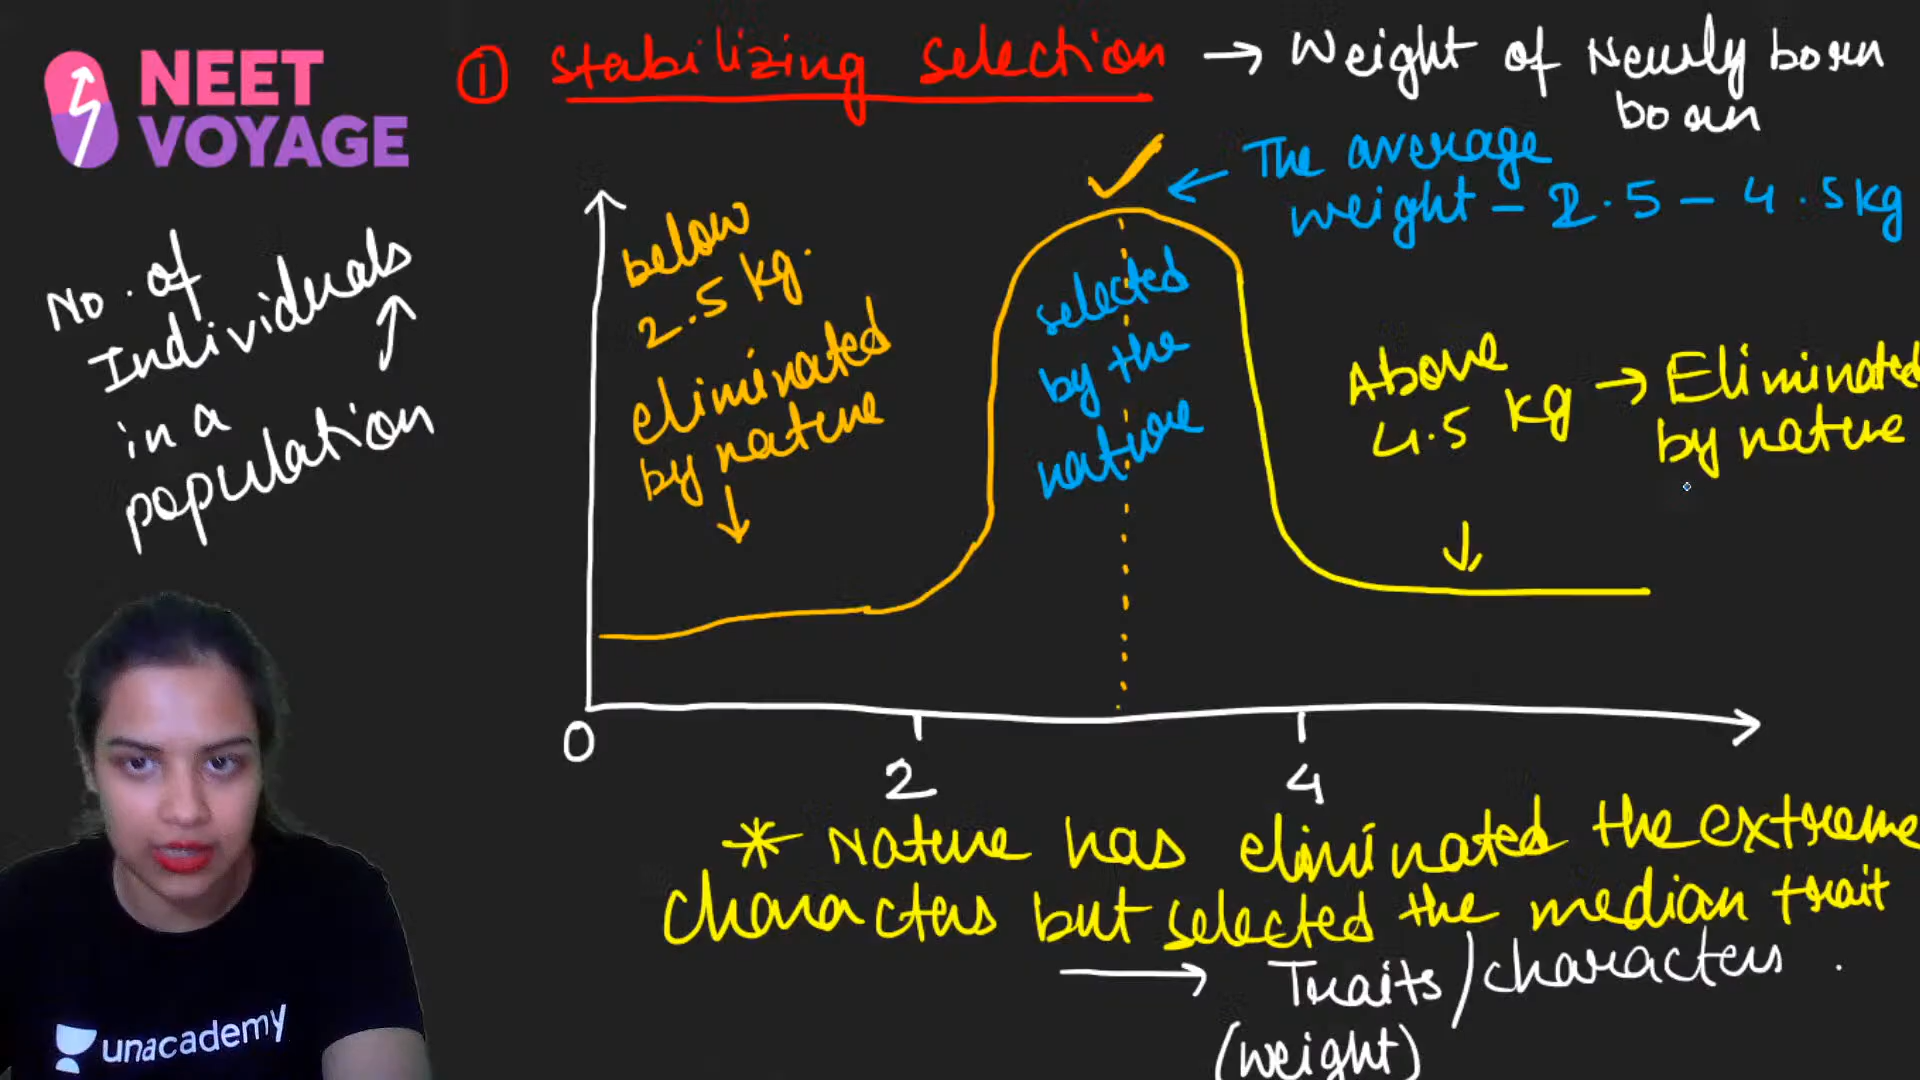 NEET
VOYAGE
① Stabilizing selection → Weight of Newly born
born
The average
weight - 2.5 - 4.5 kg
No. of
Individuals
in a
population
below
2.5 kg.
eliminated
by nature
selected
by the
nature
Above
4.5 kg → Eliminated
by nature
0
2
4
* Nature has eliminated the extreme
characters but selected the median trait
→ Traits/characters.
(weight)
unacademy